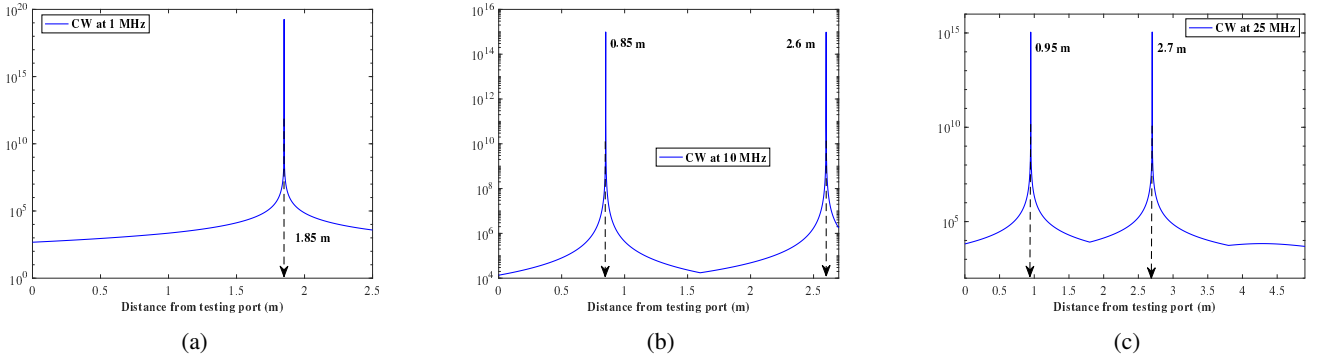 10^20
10^15
10^10
10^5
10^0
CW at 1 MHz
1.85 m
0 0.5 1 1.5 2 2.5
Distance from testing port (m)
(a)
10^16
10^14
10^12
10^10
10^8
10^6
10^4
0.85 m
2.6 m
CW at 10 MHz
0 0.5 1 1.5 2 2.5
Distance from testing port (m)
(b)
10^15
10^10
10^5
CW at 25 MHz
0.95 m
2.7 m
0 0.5 1 1.5 2 2.5 3 3.5 4 4.5
Distance from testing port (m)
(c)